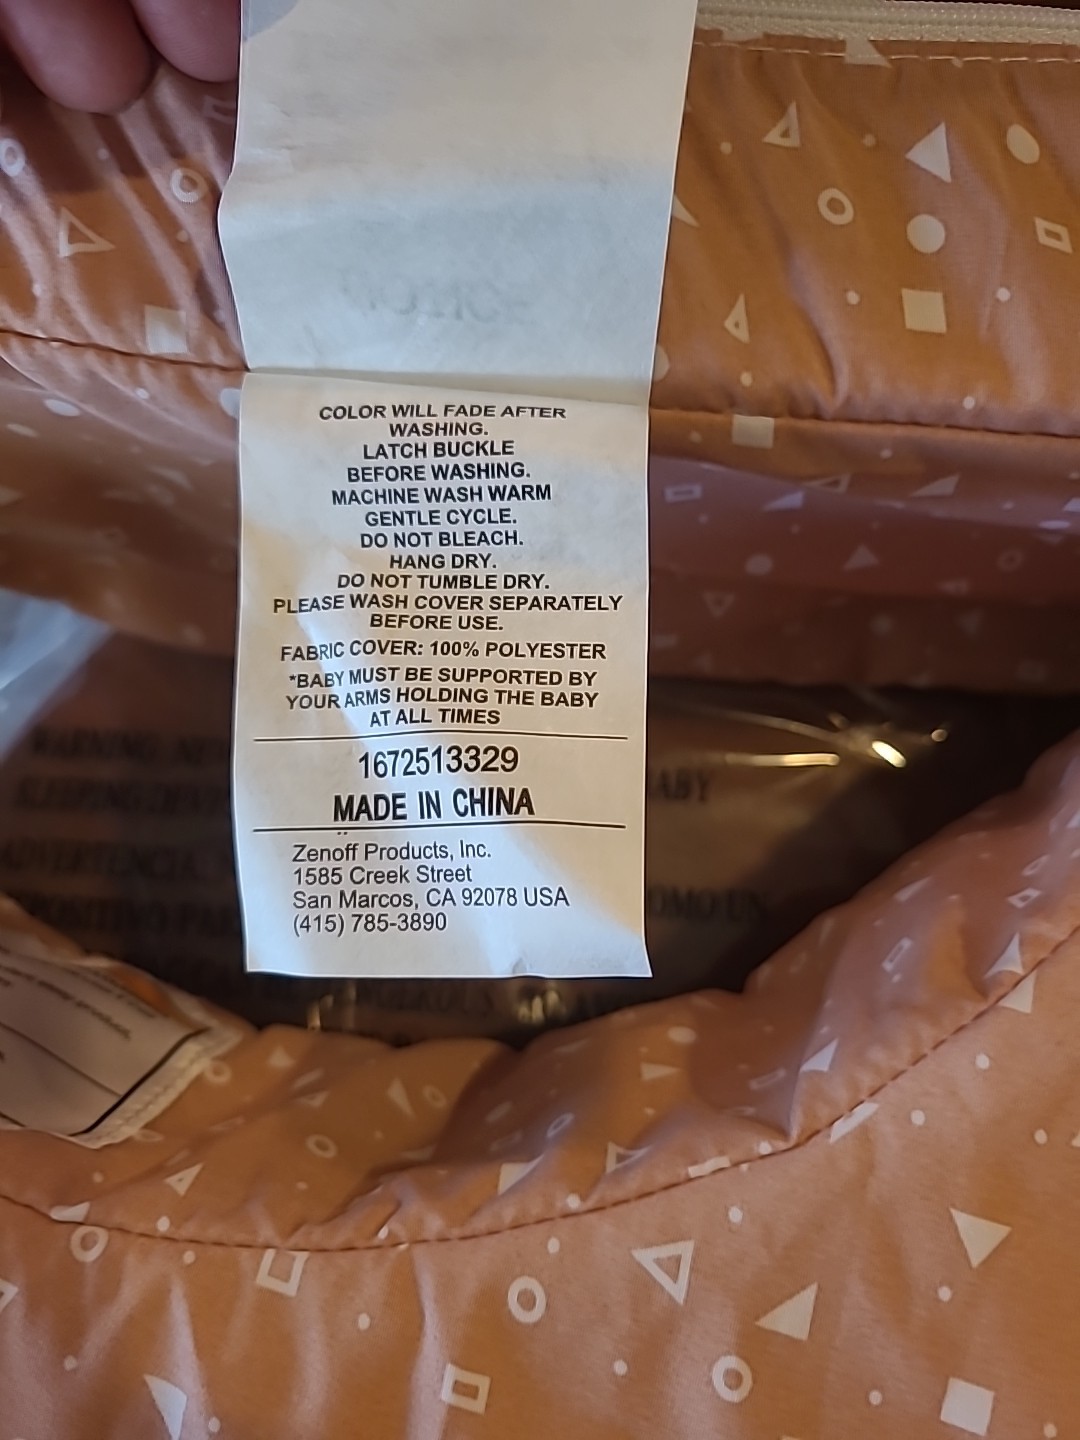 COLOR WILL FADE AFTER
WASHING.
LATCH BUCKLE
BEFORE WASHING.
MACHINE WASH WARM
GENTLE CYCLE.
DO NOT BLEACH.
HANG DRY.
DO NOT TUMBLE DRY.
PLEASE WASH COVER SEPARATELY
BEFORE USE.
FABRIC COVER: 100% POLYESTER
*BABY MUST BE SUPPORTED BY
YOUR ARMS HOLDING THE BABY
AT ALL TIMES
1672513329
MADE IN CHINA
Zenoff Products, Inc.
1585 Creek Street
San Marcos, CA 92078 USA
(415) 785-3890